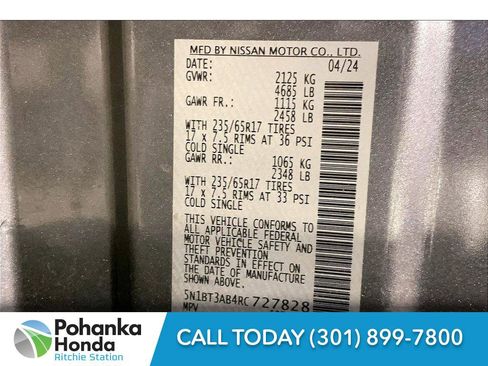 MFD BY NISSAN MOTOR CO., LTD.
DATE: 04/24
GVWR: 2125 KG
4685 LB
GAWR FR.: 1115 KG
2458 LB
WITH 235/65R17 TIRES
17 x 7.5 RIMS AT 36 PSI
COLD SINGLE
GAWR RR.: 1065 KG
2348 LB
WITH 235/65R17 TIRES
17 x 7.5 RIMS AT 33 PSI
COLD SINGLE
THIS VEHICLE CONFORMS TO
ALL APPLICABLE FEDERAL
MOTOR VEHICLE SAFETY AND
THEFT PREVENTION
STANDARDS IN EFFECT ON
THE DATE OF MANUFACTURE
SHOWN ABOVE.
5N1BT3AB4RC727828
MPV
Pohanka
Honda
Ritchie Station
CALL TODAY (301) 899-7800